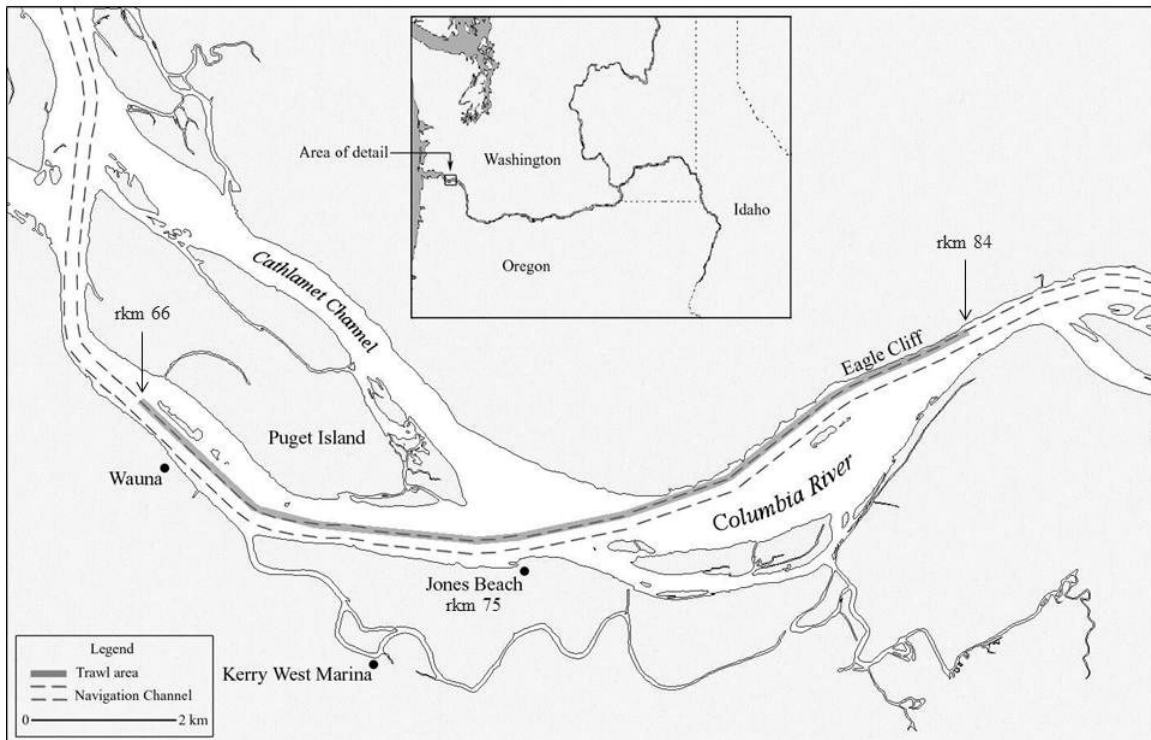 Area of detail
Washington
Idaho
Oregon
rkm 84
Cathlamet Channel
rkm 66
Eagle Cliff
Puget Island
Wauna
Columbia River
Jones Beach
rkm 75
Kerry West Marina
Legend
Trawl area
Navigation Channel
0 2 km